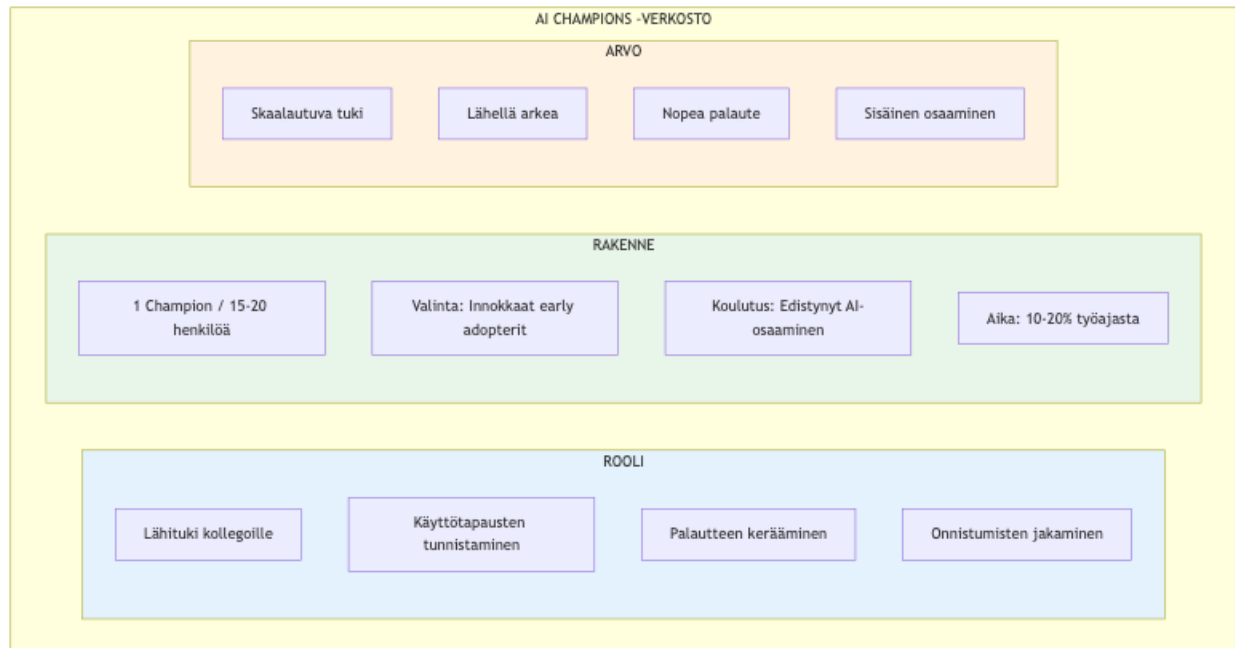 AI CHAMPIONS -VERKOSTO
ARVO
Skaalautuva tuki
Lähellä arkea
Nopea palaute
Sisäinen osaaminen
RAKENNE
1 Champion / 15-20
henkilöä
Valinta: Innokkaat early
adopterit
Koulutus: Edistynyt AI-
osaaminen
Aika: 10-20% työajasta
ROOLI
Lähituki kollegoille
Käyttötapausten
tunnistaminen
Palautteen kerääminen
Onnistumisten jakaminen